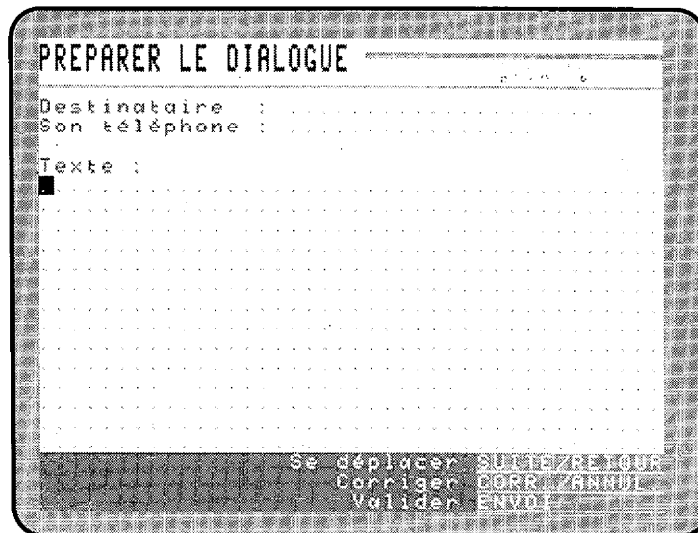 PREPARER LE DIALOGUE
Destinataire :
Son téléphone :
Texte :
Se déplacer SUITE/RETOUR
Corriger CORR./ANNUL.
Valider ENVOI